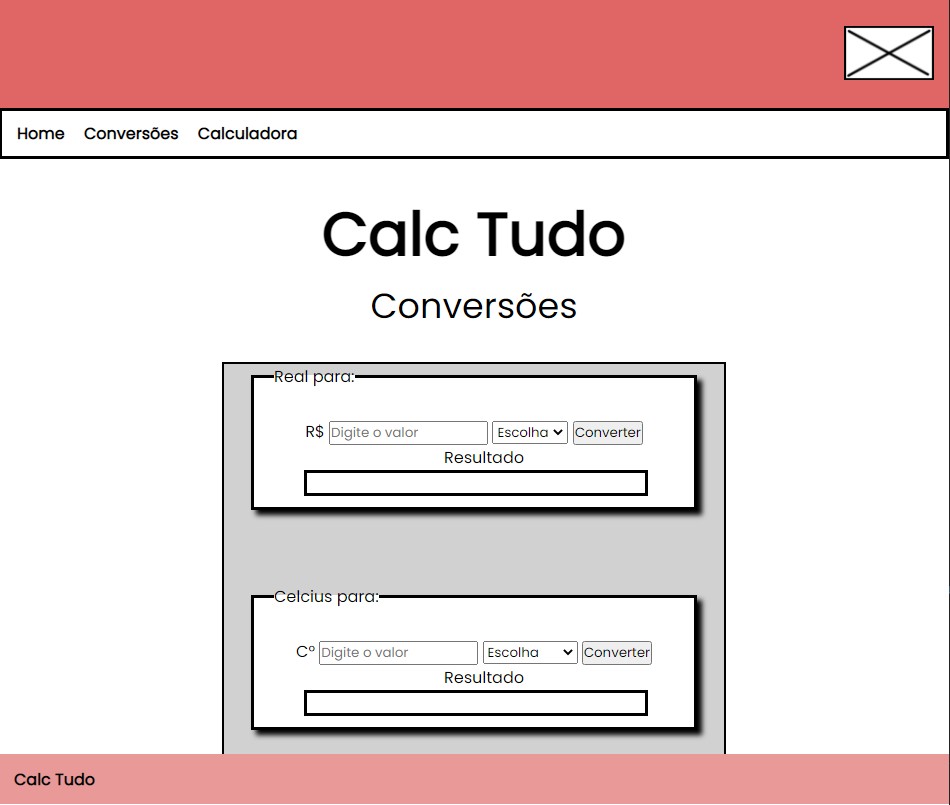 Home Conversões Calculadora
Calc Tudo
Conversões
Real para:
R$ Digite o valor Escolha Converter
Resultado
Celcius para:
Cº Digite o valor Escolha Converter
Resultado
Calc Tudo